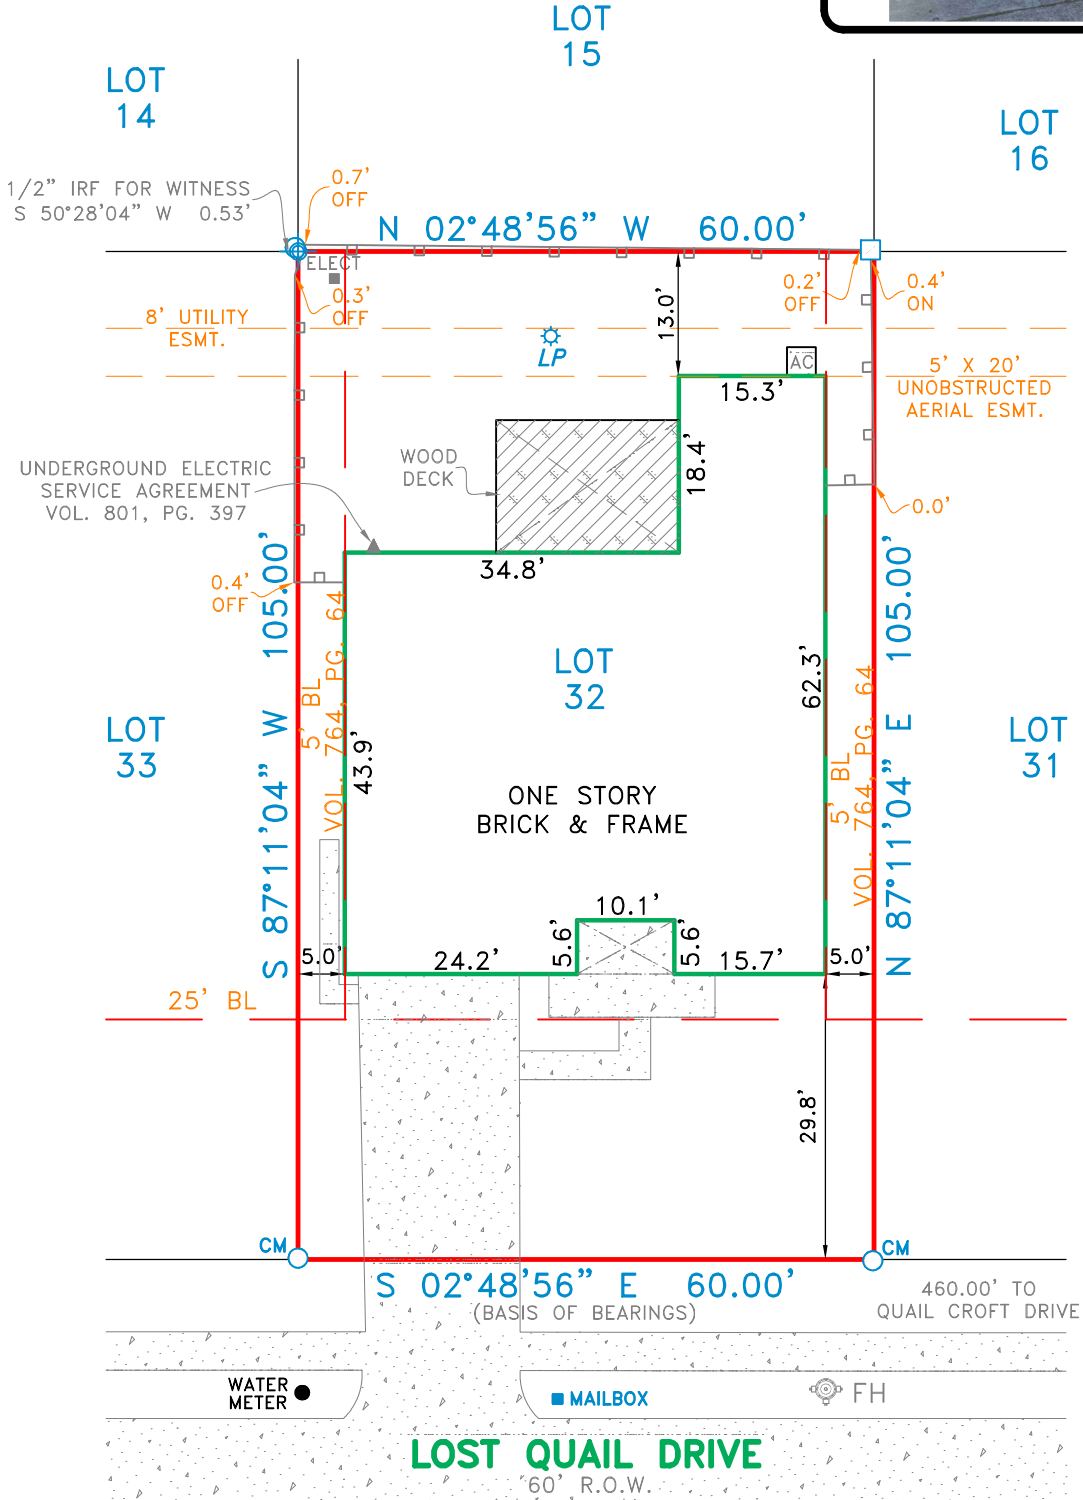 LOT
15
LOT
14
LOT
16
1/2" IRF FOR WITNESS
S 50°28'04" W 0.53'
0.7'
OFF
N 02°48'56" W 60.00'
ELECT
0.3'
OFF
0.2'
OFF
0.4'
ON
8' UTILITY
ESMT.
13.0'
LP
AC
15.3'
5' X 20'
UNOBSTRUCTED
AERIAL ESMT.
WOOD
DECK
18.4'
UNDERGROUND ELECTRIC
SERVICE AGREEMENT
VOL. 801, PG. 397
0.0'
34.8'
0.4'
OFF
S 87°11'04" W 105.00'
5' BL
VOL. 764, PG. 64
43.9'
LOT
32
62.3'
5' BL
VOL. 764, PG. 64
N 87°11'04" E 105.00'
LOT
33
LOT
31
ONE STORY
BRICK & FRAME
10.1'
5.6'
5.6'
5.0'
24.2'
15.7'
5.0'
25' BL
29.8'
CM
CM
S 02°48'56" E 60.00'
(BASIS OF BEARINGS)
460.00' TO
QUAIL CROFT DRIVE
WATER
METER
MAILBOX
FH
LOST QUAIL DRIVE
60' R.O.W.